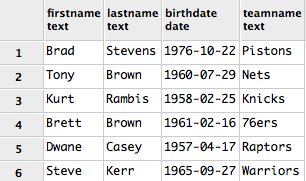 firstname lastname birthdate teamname
text text date text
1 Brad Stevens 1976-10-22 Pistons
2 Tony Brown 1960-07-29 Nets
3 Kurt Rambis 1958-02-25 Knicks
4 Brett Brown 1961-02-16 76ers
5 Dwane Casey 1957-04-17 Raptors
6 Steve Kerr 1965-09-27 Warriors